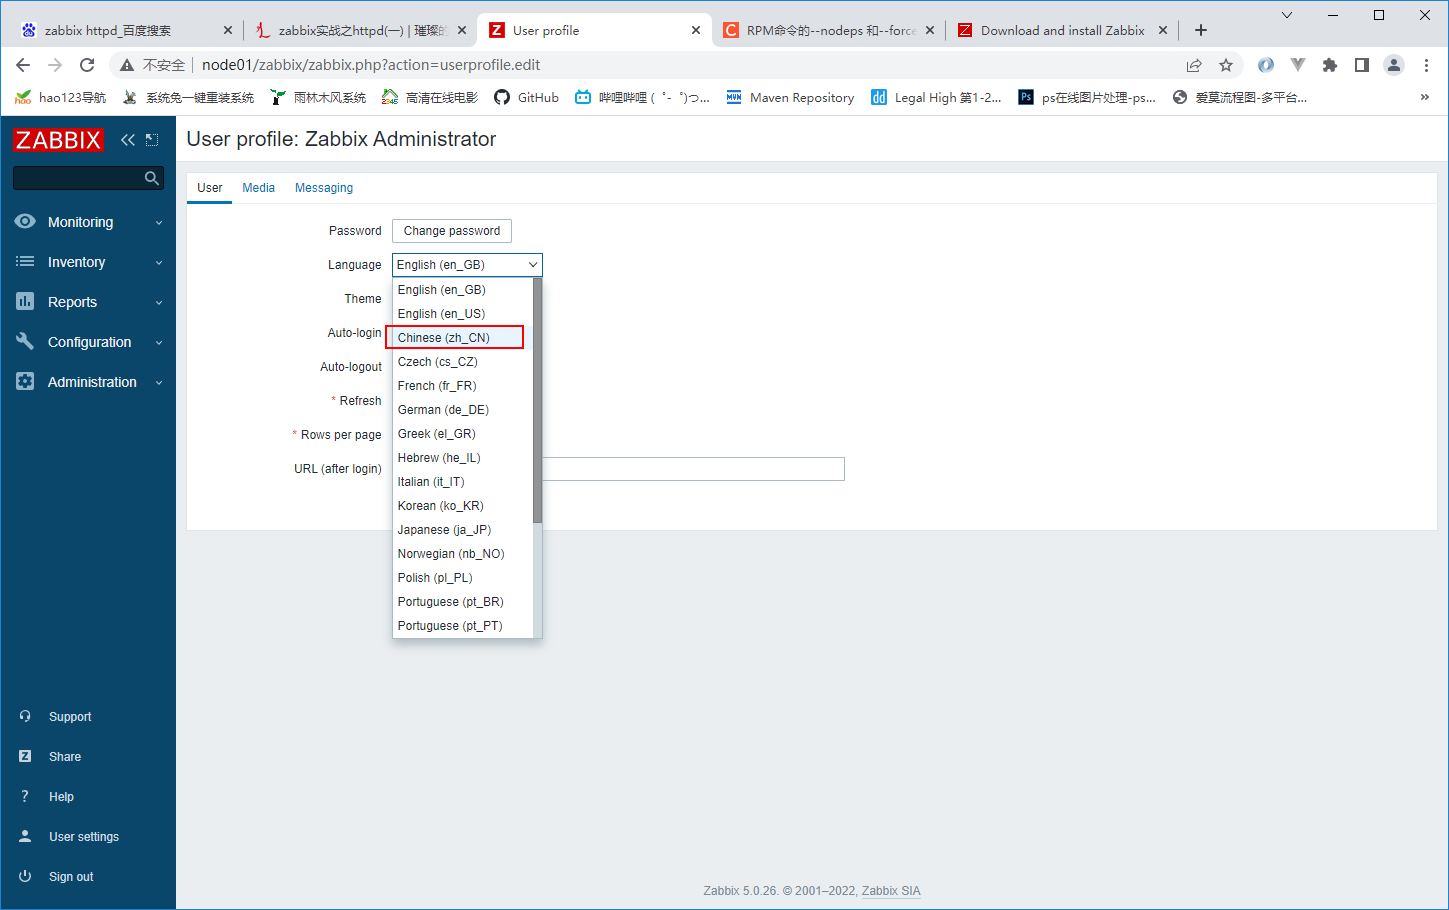 zabbix httpd_百度搜索
zabbix实战之httpd(一) | 璀璨的
User profile
RPM命令的--nodeps 和--force
Download and install Zabbix
不安全
node01/zabbix/zabbix.php?action=userprofile.edit
hao123导航
系统兔一键重装系统
雨林木风系统
高清在线电影
GitHub
哔哩哔哩 ( ゜- ゜)つ...
Maven Repository
Legal High 第1-2...
ps在线图片处理-ps...
爱莫流程图-多平台...
»
ZABBIX
User profile: Zabbix Administrator
User
Media
Messaging
Monitoring
Inventory
Reports
Configuration
Administration
Password
Change password
Language
English (en_GB)
Theme
Auto-login
Auto-logout
* Refresh
* Rows per page
URL (after login)
English (en_GB)
English (en_US)
Chinese (zh_CN)
Czech (cs_CZ)
French (fr_FR)
German (de_DE)
Greek (el_GR)
Hebrew (he_IL)
Italian (it_IT)
Korean (ko_KR)
Japanese (ja_JP)
Norwegian (nb_NO)
Polish (pl_PL)
Portuguese (pt_BR)
Portuguese (pt_PT)
Support
Share
Help
User settings
Sign out
Zabbix 5.0.26. © 2001–2022, Zabbix SIA